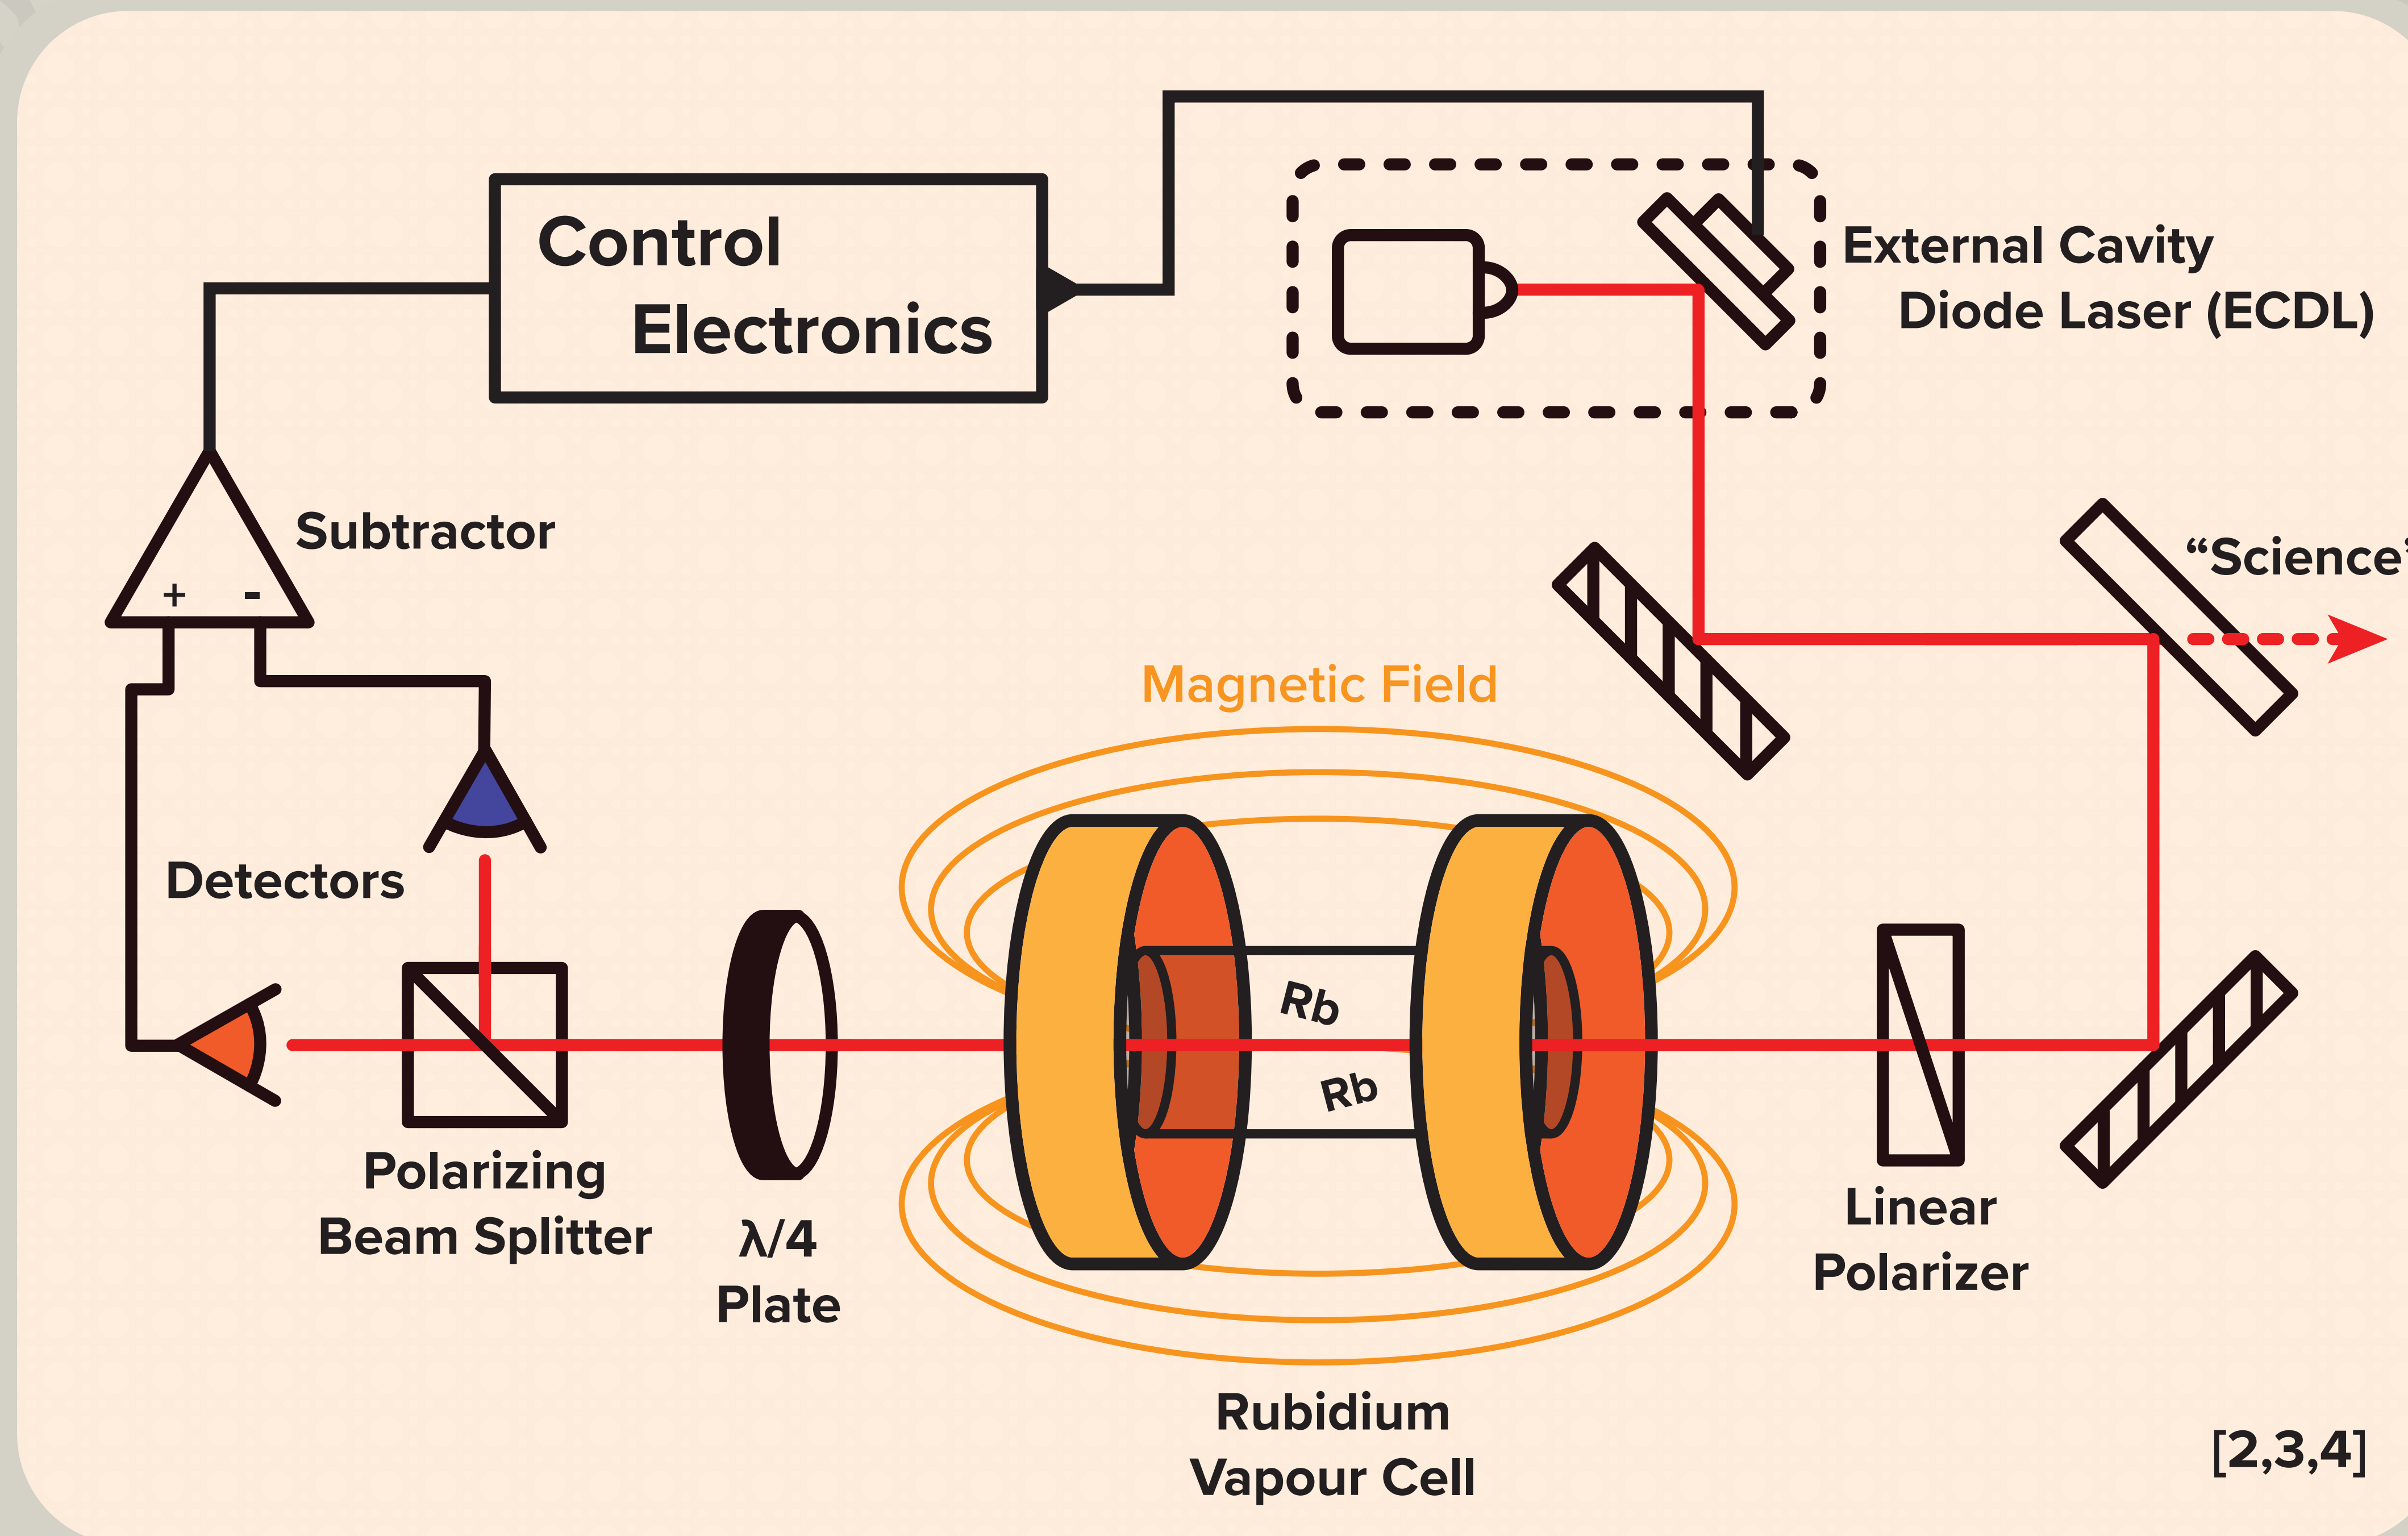 Control
Electronics
External Cavity
Diode Laser (ECDL)
Subtractor
+ -
"Science"
Magnetic Field
Detectors
Rb
Rb
Polarizing
Beam Splitter
λ/4
Plate
Linear
Polarizer
Rubidium
Vapour Cell
[2,3,4]